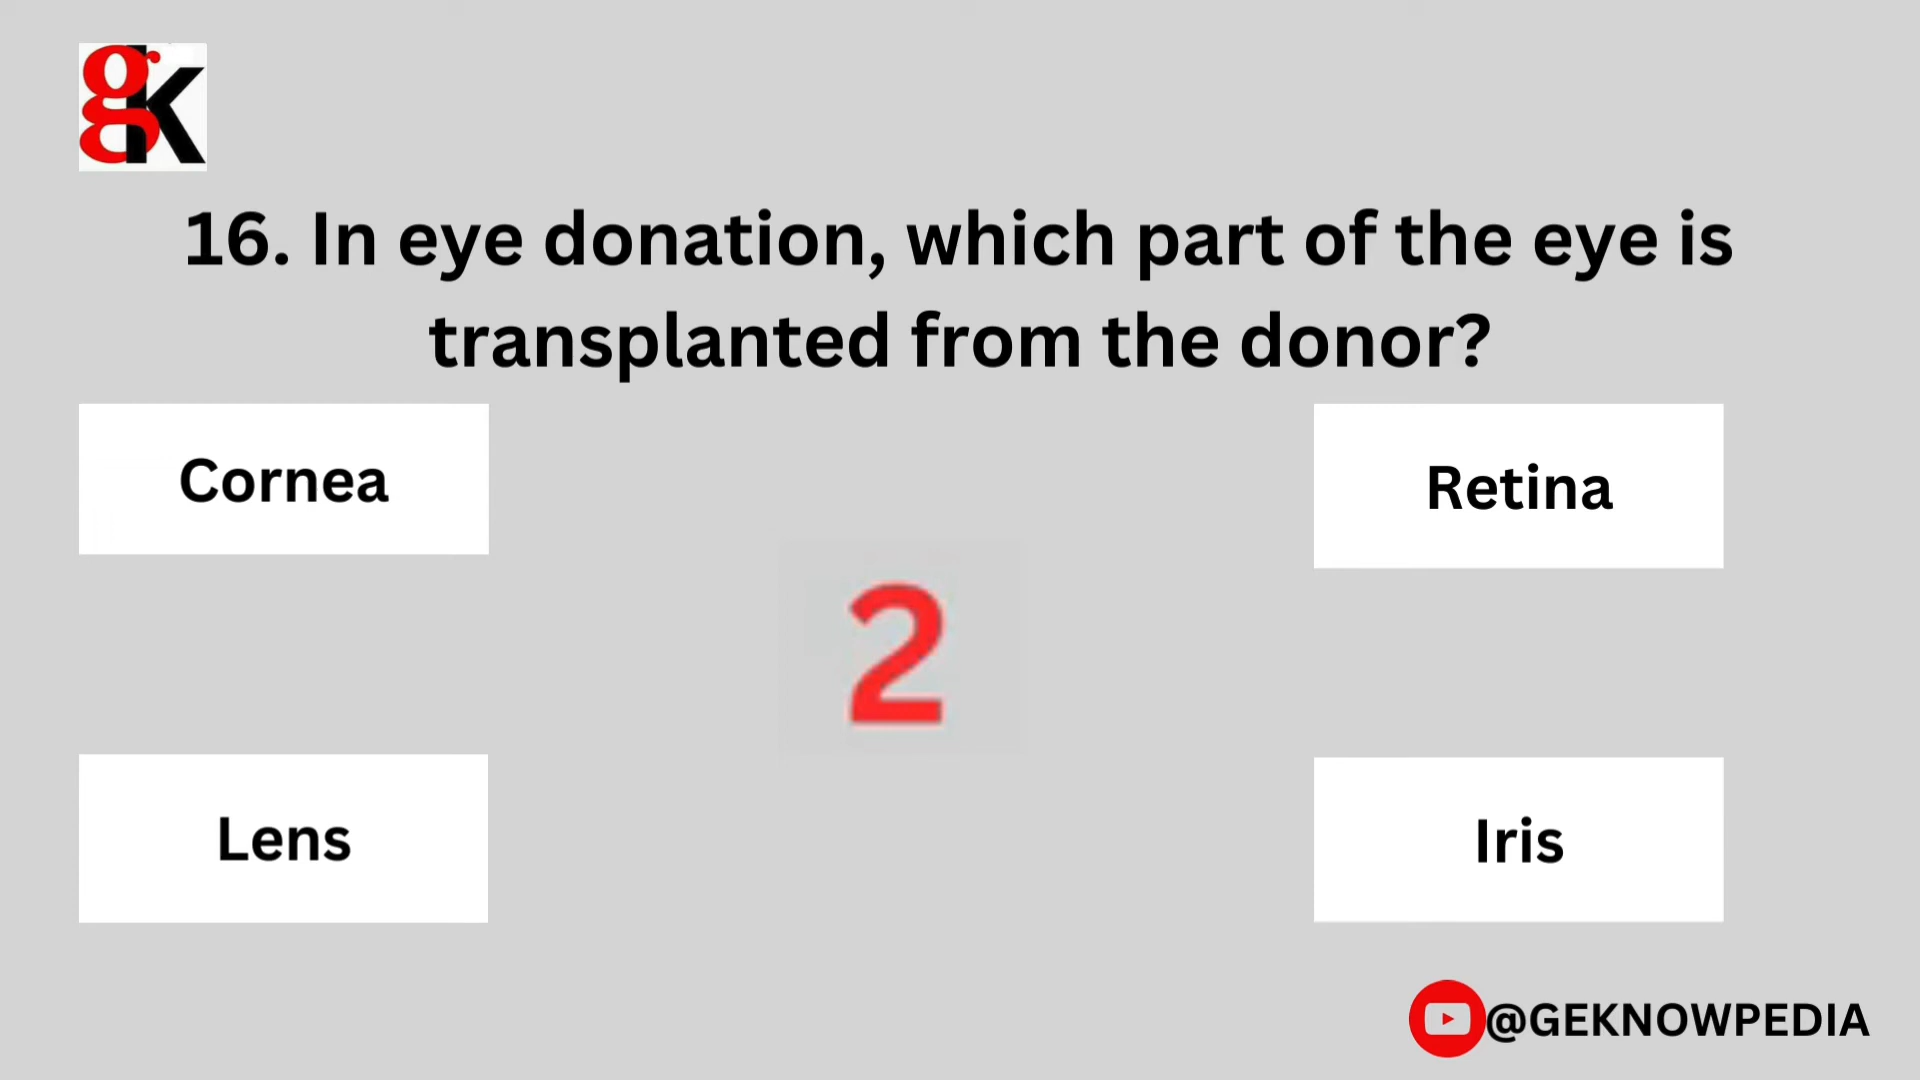 gk
16. In eye donation, which part of the eye is
transplanted from the donor?
Cornea
Retina
2
Lens
Iris
@GEKNOWPEDIA